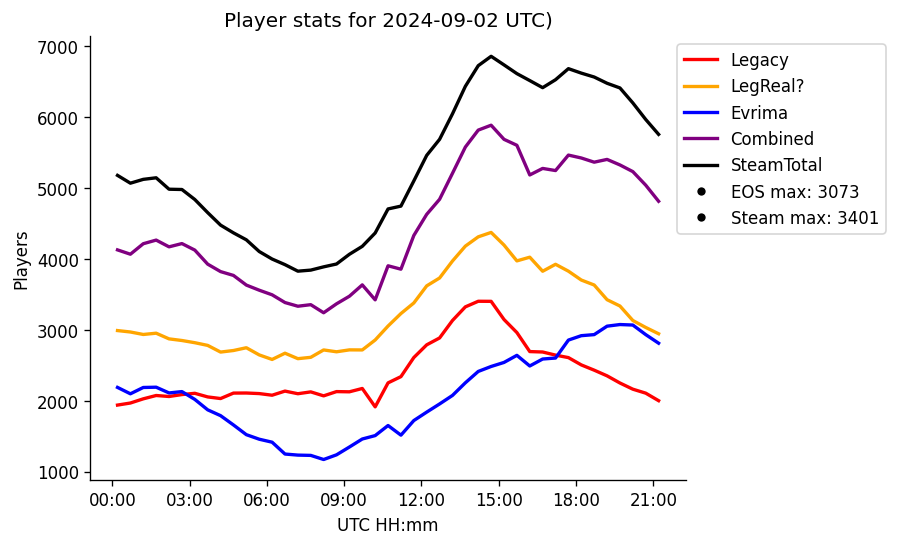 Player stats for 2024-09-02 UTC)
7000
6000
5000
4000
3000
2000
1000
Players
00:00 03:00 06:00 09:00 12:00 15:00 18:00 21:00
UTC HH:mm
Legacy
LegReal?
Evrima
Combined
SteamTotal
EOS max: 3073
Steam max: 3401